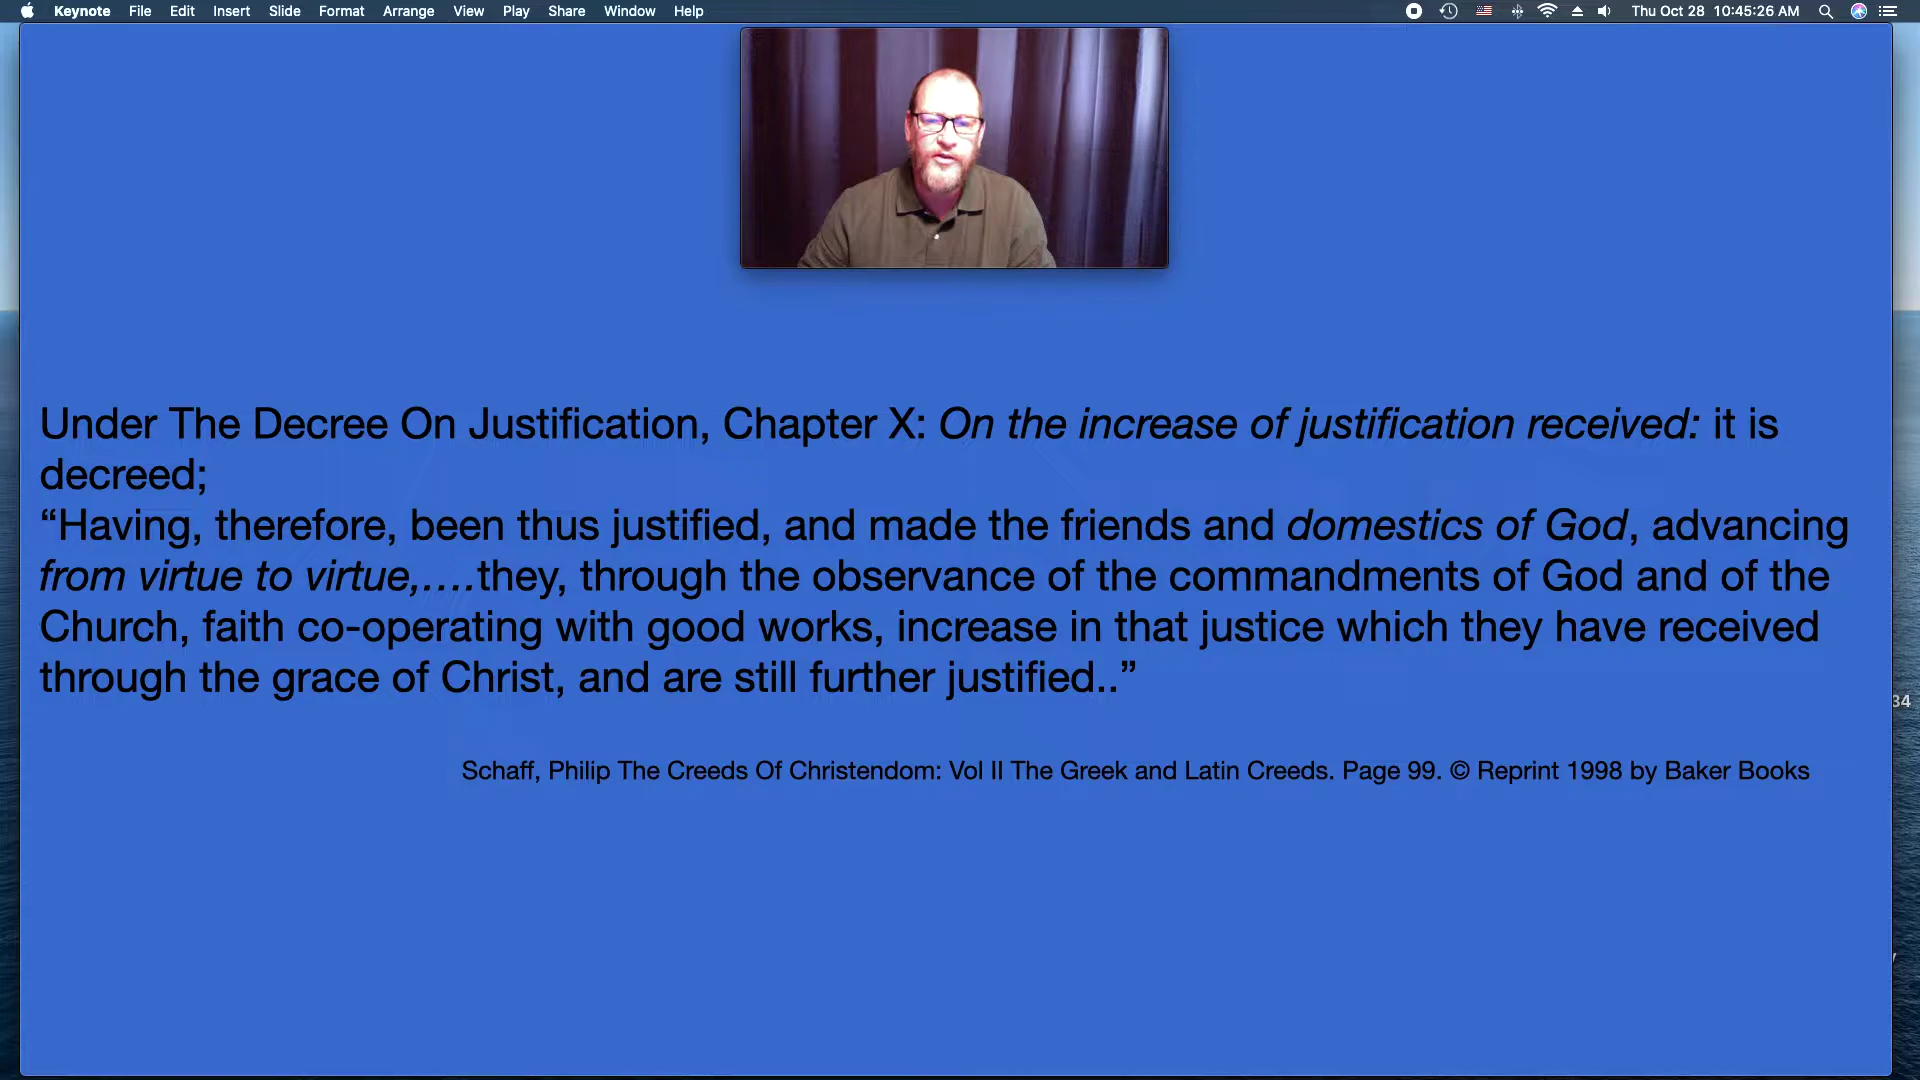 Keynote File Edit Insert Slide Format Arrange View Play Share Window Help Thu Oct 28 10:45:26 AM
Under The Decree On Justification, Chapter X: On the increase of justification received: it is
decreed;
“Having, therefore, been thus justified, and made the friends and domestics of God, advancing
from virtue to virtue,....they, through the observance of the commandments of God and of the
Church, faith co-operating with good works, increase in that justice which they have received
through the grace of Christ, and are still further justified..”
34
Schaff, Philip The Creeds Of Christendom: Vol II The Greek and Latin Creeds. Page 99. © Reprint 1998 by Baker Books